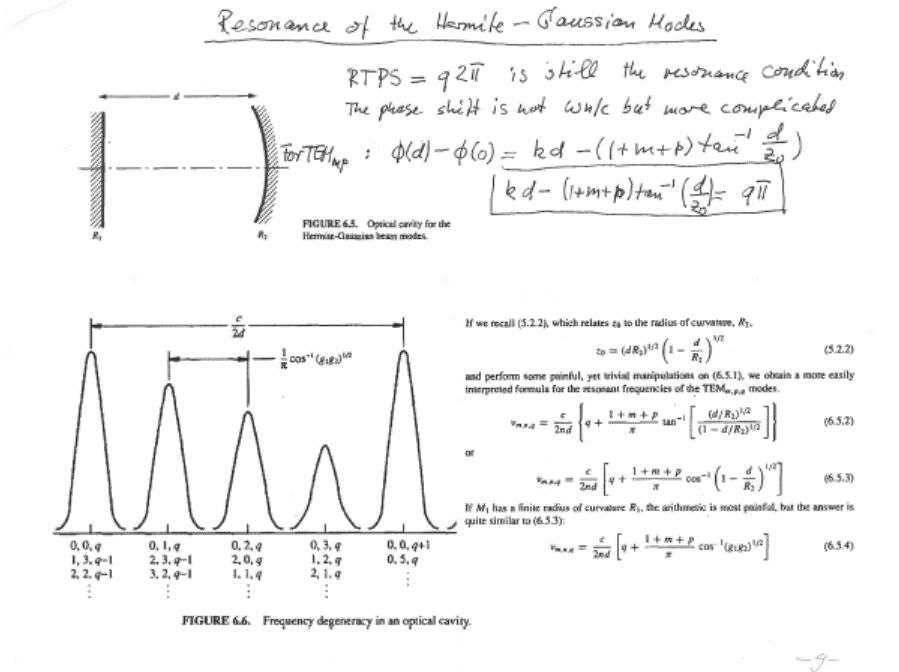 Resonance of the Hermite - Gaussian Modes
RTPS = q2π is still the resonance condition
The phase shift is not ωn/c but more complicated
d
For TEM_mp : φ(d) - φ(0) = kd - (1+m+p) tan⁻¹ d/z₀)
kd - (1+m+p) tan⁻¹ (d/z₀) = qπ
R₁
R₂
FIGURE 6.5. Optical cavity for the
Hermite-Gaussian beam modes.
c/2d
1/π cos⁻¹ (g₁g₂)^1/2
0, 0, q
1, 3, q-1
2, 2, q-1
0, 1, q
2, 3, q-1
3, 2, q-1
0, 2, q
2, 0, q
1, 1, q
0, 3, q
1, 2, q
2, 1, q
0, 0, q+1
0, 5, q
FIGURE 6.6. Frequency degeneracy in an optical cavity.
If we recall (5.2.2), which relates z₀ to the radius of curvature, R₂,
z₀ = (dR₂)^1/2 (1 - d/R₂)^1/2 (5.2.2)
and perform some painful, yet trivial manipulations on (6.5.1), we obtain a more easily
interpreted formula for the resonant frequencies of the TEM_m,p,q modes.
ν_m,p,q = c/2nd {q + 1 + m + p/π tan⁻¹ [(d/R₂)^1/2/(1 - d/R₂)^1/2]} (6.5.2)
or
ν_m,p,q = c/2nd [q + 1 + m + p/π cos⁻¹ (1 - d/R₂)^1/2] (6.5.3)
If M₁ has a finite radius of curvature R₁, the arithmetic is most painful, but the answer is
quite similar to (6.5.3):
ν_m,p,q = c/2nd [q + 1 + m + p/π cos⁻¹(g₁g₂)^1/2] (6.5.4)
-9-